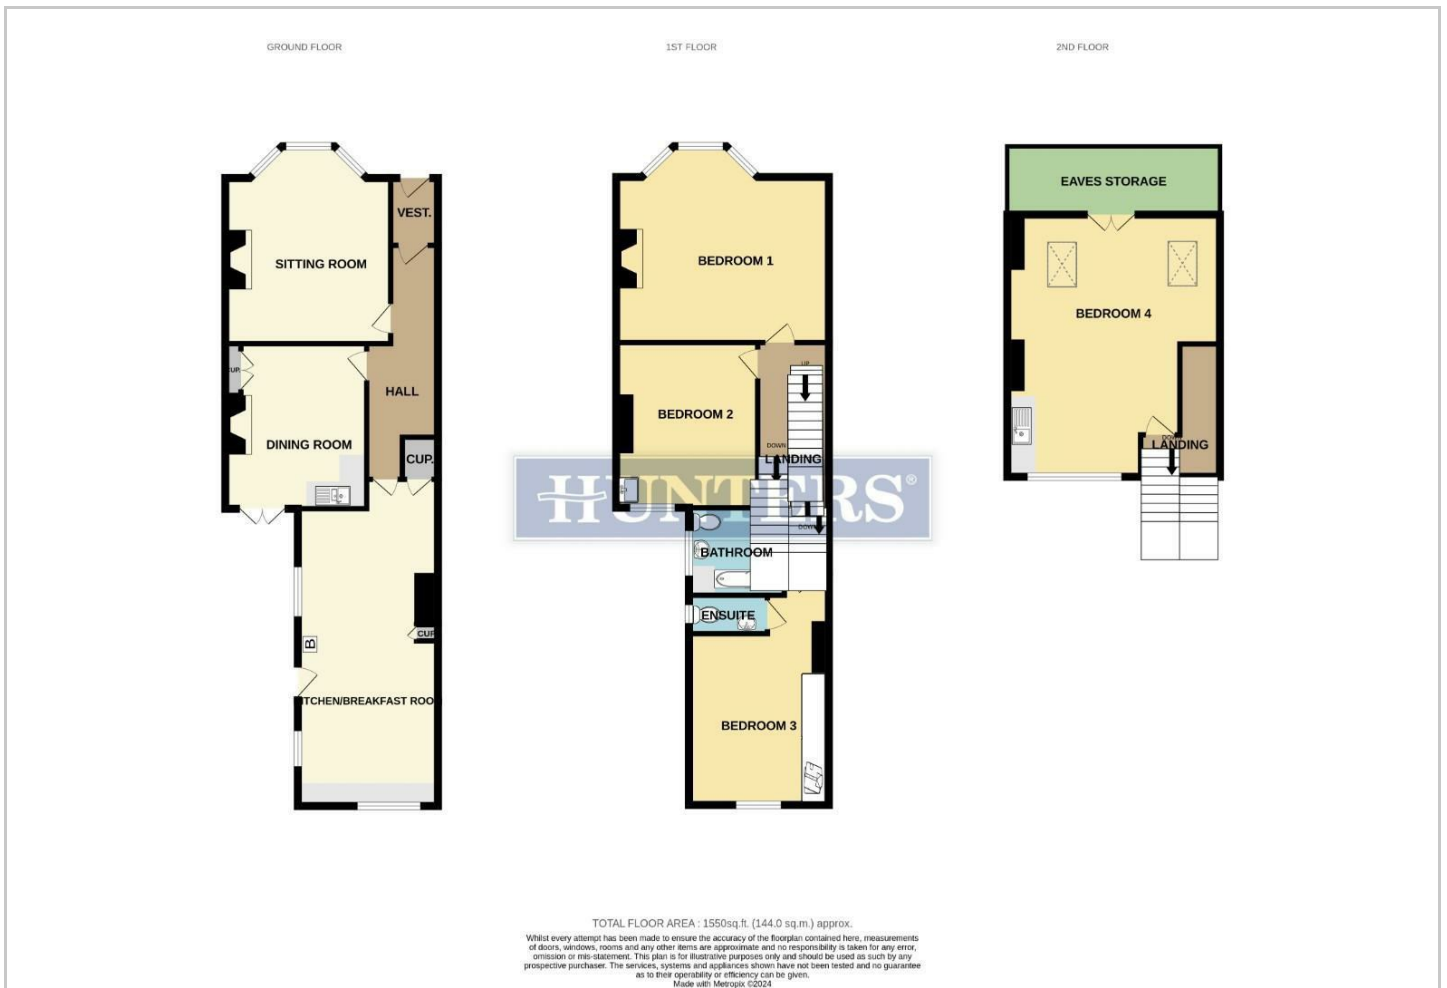 GROUND FLOOR
1ST FLOOR
2ND FLOOR
VEST.
SITTING ROOM
HALL
DINING ROOM
CUP.
CUP
KITCHEN/BREAKFAST ROOM
B
BEDROOM 1
UP
BEDROOM 2
DOWN
LANDING
HUNTERS®
DOWN
BATHROOM
ENSUITE
BEDROOM 3
EAVES STORAGE
BEDROOM 4
DOWN
LANDING
TOTAL FLOOR AREA : 1550sq.ft. (144.0 sq.m.) approx.
Whilst every attempt has been made to ensure the accuracy of the floorplan contained here, measurements
of doors, windows, rooms and any other items are approximate and no responsibility is taken for any error,
omission or mis-statement. This plan is for illustrative purposes only and should be used as such by any
prospective purchaser. The services, systems and appliances shown have not been tested and no guarantee
as to their operability or efficiency can be given.
Made with Metropix ©2024